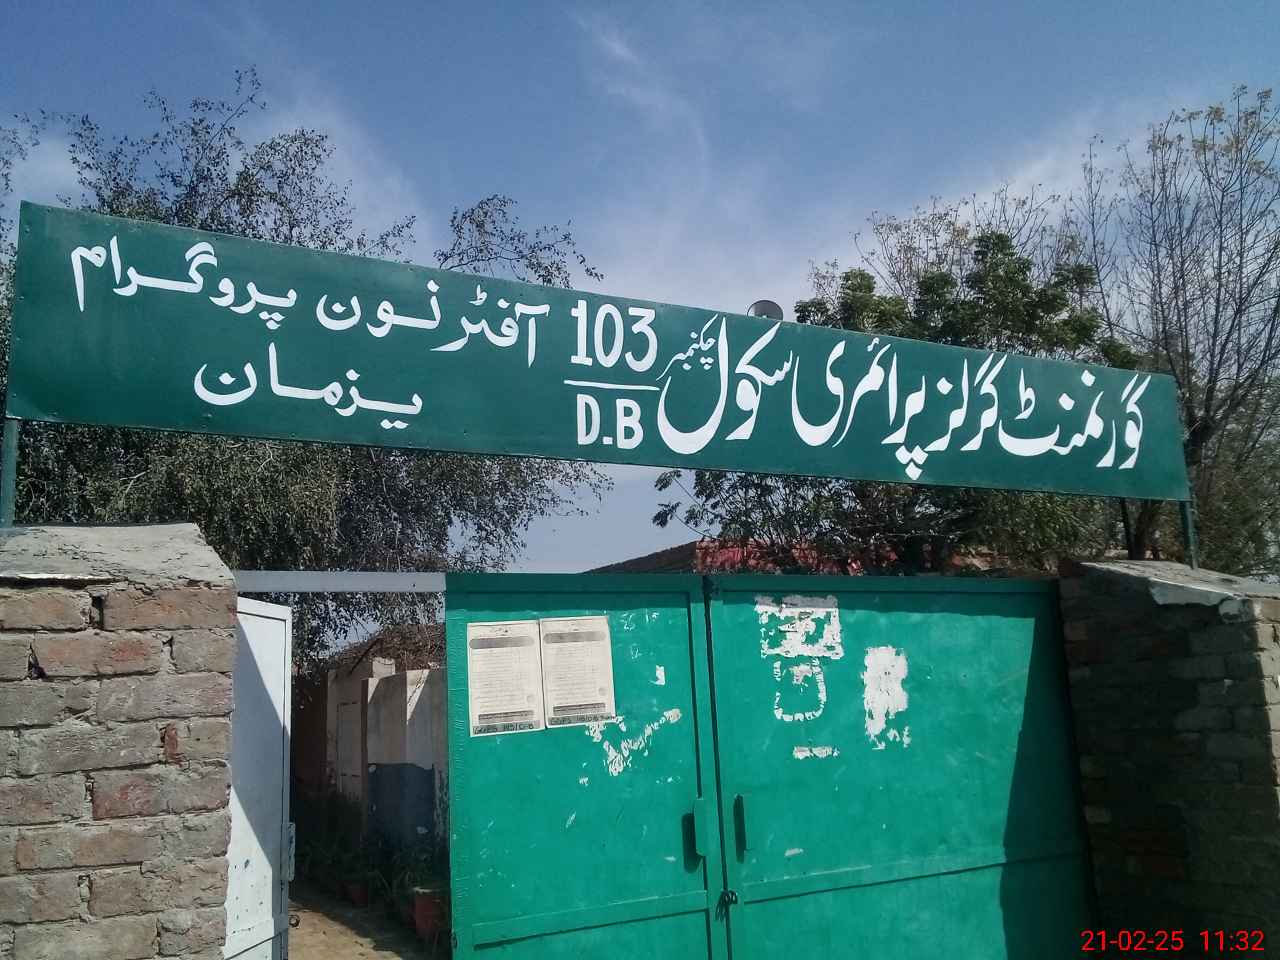 گورنمنٹ گرلز پرائمری سکول چکنمبر 103
D.B
آفٹر نون پروگرام
یزمان
21-02-25 11:32